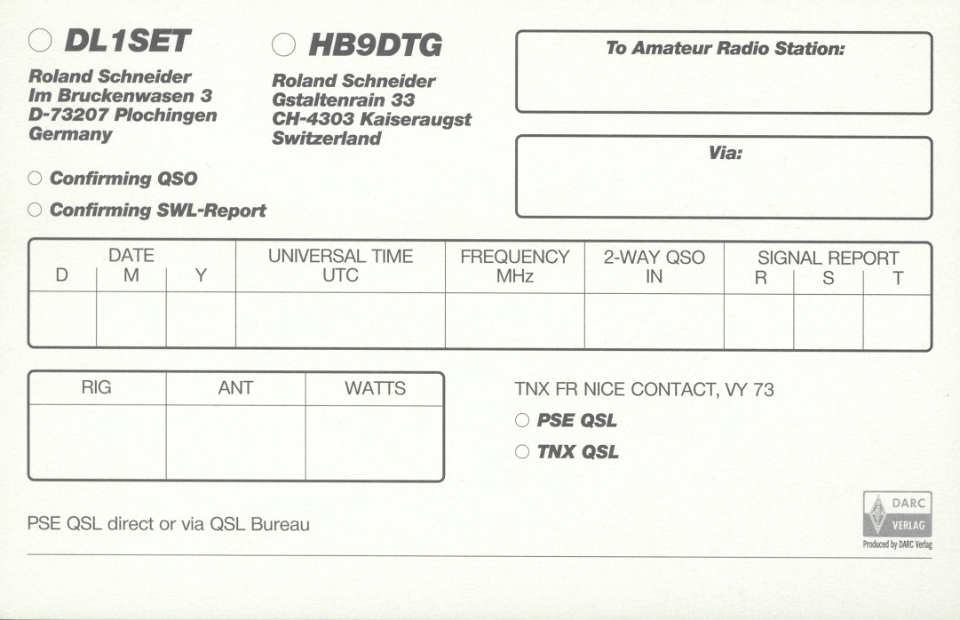 DL1SET
Roland Schneider
Im Bruckenwasen 3
D-73207 Plochingen
Germany
HB9DTG
Roland Schneider
Gstaltenrain 33
CH-4303 Kaiseraugst
Switzerland
To Amateur Radio Station:
Via:
Confirming QSO
Confirming SWL-Report
DATE
D M Y
UNIVERSAL TIME
UTC
FREQUENCY
MHz
2-WAY QSO
IN
SIGNAL REPORT
R S T
RIG ANT WATTS
TNX FR NICE CONTACT, VY 73
PSE QSL
TNX QSL
PSE QSL direct or via QSL Bureau
DARC
VERLAG
Produced by DARC Verlag